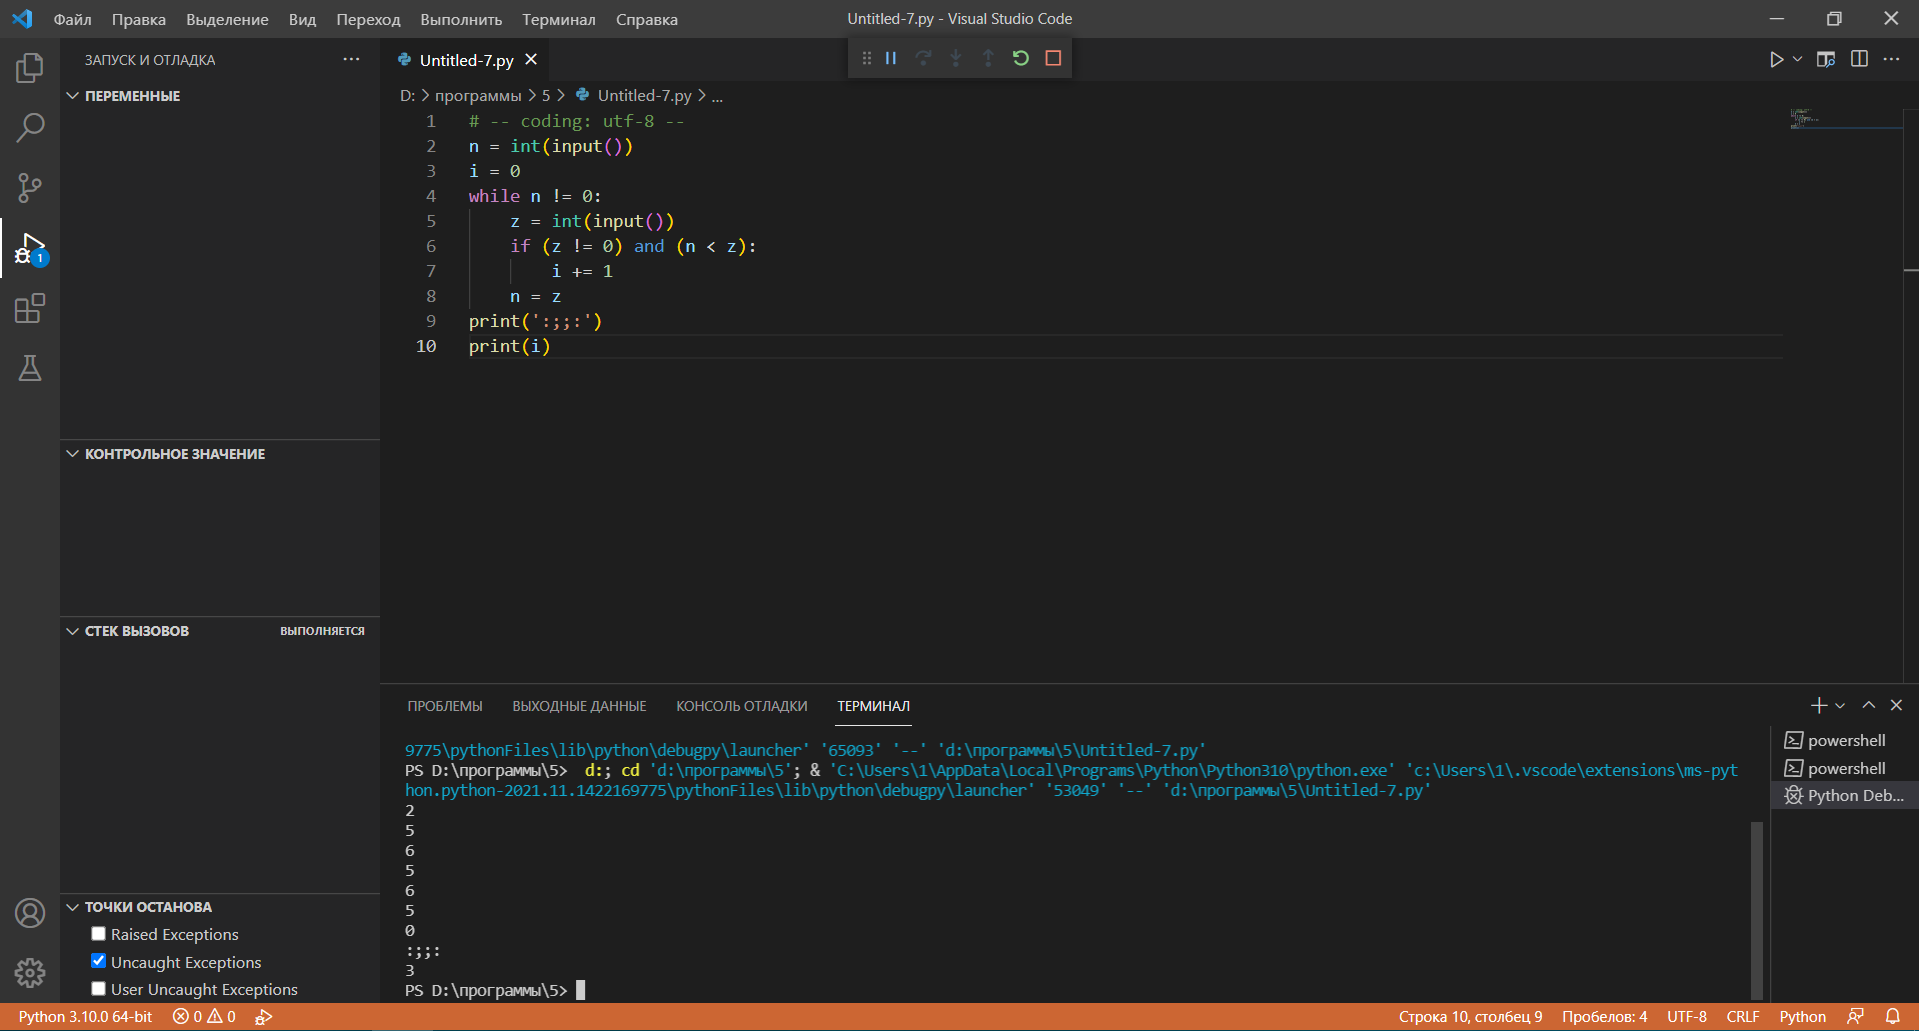 Файл Правка Выделение Вид Переход Выполнить Терминал Справка
Untitled-7.py - Visual Studio Code
ЗАПУСК И ОТЛАДКА
Untitled-7.py
ПЕРЕМЕННЫЕ
D: > программы > 5 > Untitled-7.py > ...
1 # -- coding: utf-8 --
2 n = int(input())
3 i = 0
4 while n != 0:
5 z = int(input())
6 if (z != 0) and (n < z):
7 i += 1
8 n = z
9 print(':;;:')
10 print(i)
1
КОНТРОЛЬНОЕ ЗНАЧЕНИЕ
СТЕК ВЫЗОВОВ ВЫПОЛНЯЕТСЯ
ТОЧКИ ОСТАНОВА
Raised Exceptions
Uncaught Exceptions
User Uncaught Exceptions
ПРОБЛЕМЫ ВЫХОДНЫЕ ДАННЫЕ КОНСОЛЬ ОТЛАДКИ ТЕРМИНАЛ
9775\pythonFiles\lib\python\debugpy\launcher' '65093' '--' 'd:\программы\5\Untitled-7.py'
PS D:\программы\5>  d:; cd 'd:\программы\5'; & 'C:\Users\1\AppData\Local\Programs\Python\Python310\python.exe' 'c:\Users\1\.vscode\extensions\ms-pyt
hon.python-2021.11.1422169775\pythonFiles\lib\python\debugpy\launcher' '53049' '--' 'd:\программы\5\Untitled-7.py'
2
5
6
5
6
5
0
:;;:
3
PS D:\программы\5>
powershell
powershell
Python Deb...
Python 3.10.0 64-bit 0 0
Строка 10, столбец 9 Пробелов: 4 UTF-8 CRLF Python